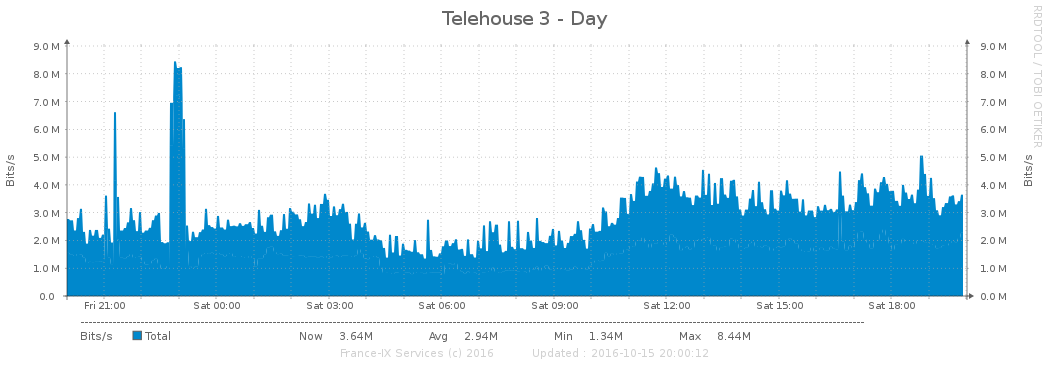 Telehouse 3 - Day
RRDTOOL / TOBI OETIKER
Bits/s
9.0 M 9.0 M
8.0 M 8.0 M
7.0 M 7.0 M
6.0 M 6.0 M
5.0 M 5.0 M
4.0 M 4.0 M
3.0 M 3.0 M
2.0 M 2.0 M
1.0 M 1.0 M
0.0 0.0 M
Bits/s
Fri 21:00 Sat 00:00 Sat 03:00 Sat 06:00 Sat 09:00 Sat 12:00 Sat 15:00 Sat 18:00
Bits/s Total Now 3.64M Avg 2.94M Min 1.34M Max 8.44M
France-IX Services (c) 2016 Updated : 2016-10-15 20:00:12